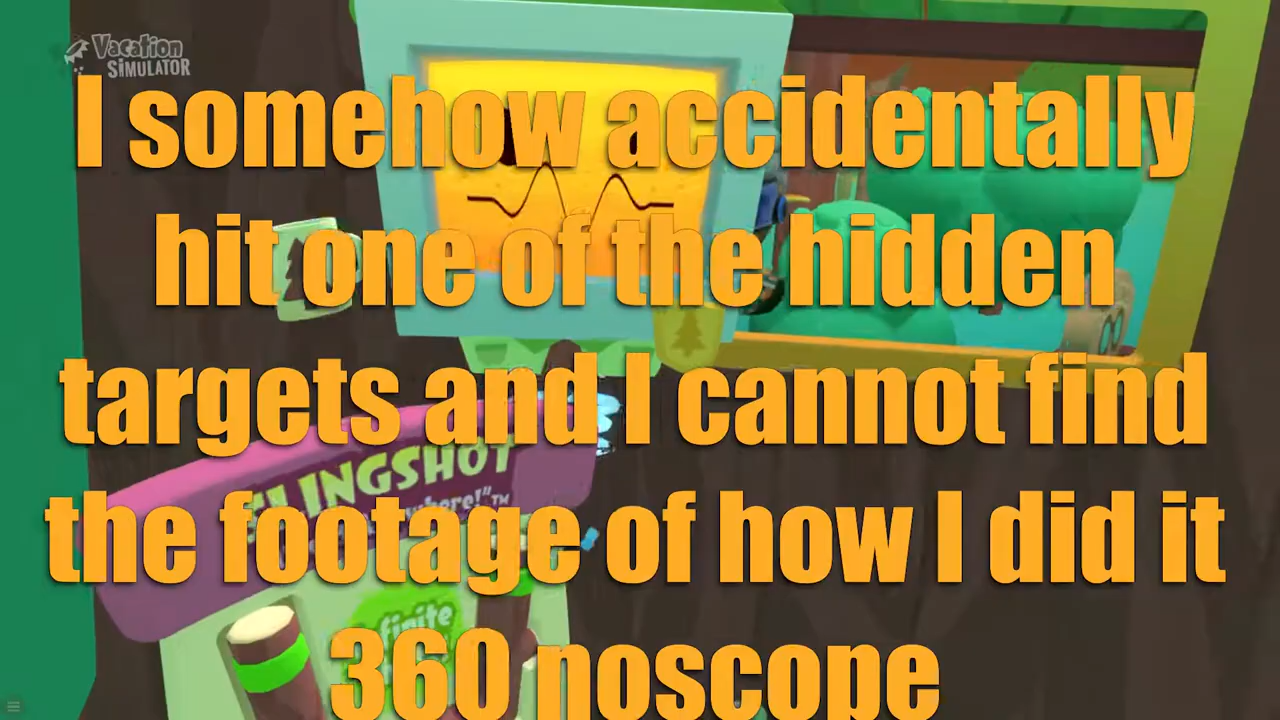 Vacation
SIMULATOR
I somehow accidentally
hit one of the hidden
targets and I cannot find
the footage of how I did it
360 noscope
SLINGSHOT